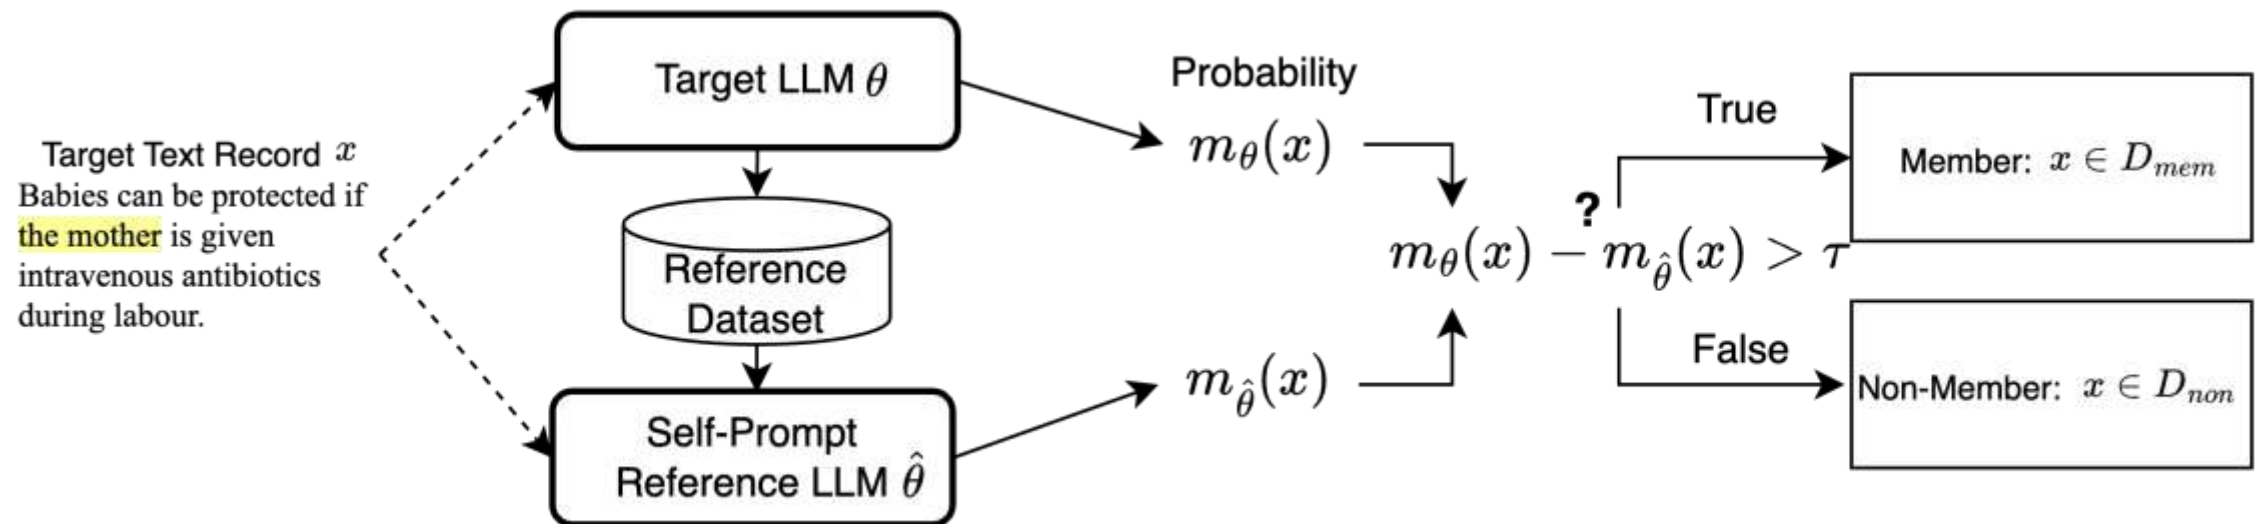 Target Text Record x
Babies can be protected if
the mother is given
intravenous antibiotics
during labour.
Target LLM θ
Reference
Dataset
Self-Prompt
Reference LLM θ̂
Probability
m_θ(x)
m_θ̂(x)
?
m_θ(x) − m_θ̂(x) > τ
True
Member: x ∈ D_mem
False
Non-Member: x ∈ D_non